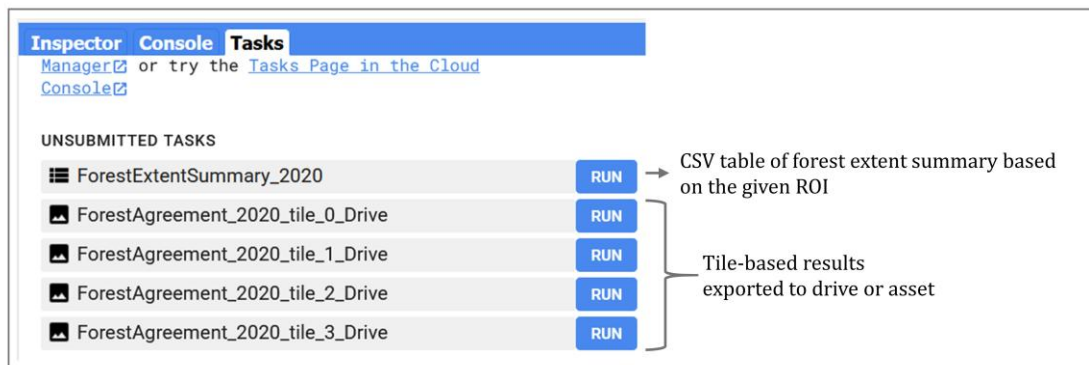 Inspector Console Tasks
Manager or try the Tasks Page in the Cloud
Console
UNSUBMITTED TASKS
ForestExtentSummary_2020 RUN
CSV table of forest extent summary based
on the given ROI
ForestAgreement_2020_tile_0_Drive RUN
ForestAgreement_2020_tile_1_Drive RUN
ForestAgreement_2020_tile_2_Drive RUN
ForestAgreement_2020_tile_3_Drive RUN
Tile-based results
exported to drive or asset